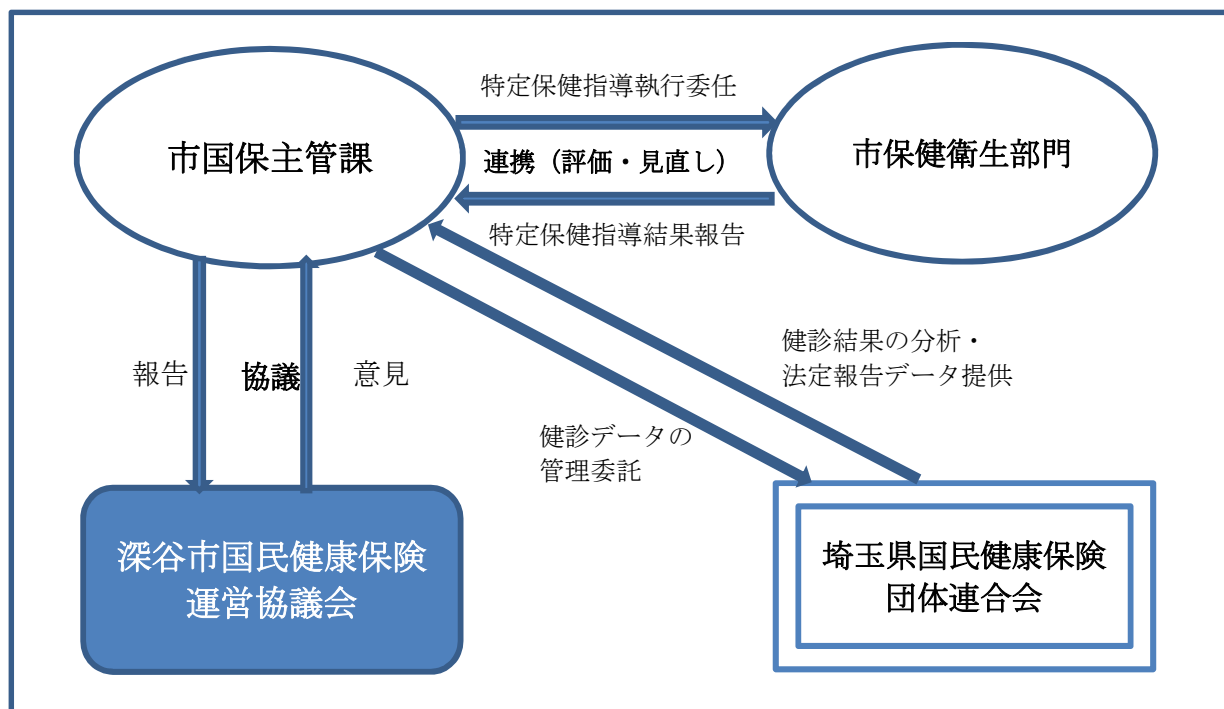 特定保健指導執行委任
市国保主管課
連携（評価・見直し）
市保健衛生部門
特定保健指導結果報告
健診結果の分析・
法定報告データ提供
報告
協議
意見
健診データの
管理委託
深谷市国民健康保険
運営協議会
埼玉県国民健康保険
団体連合会